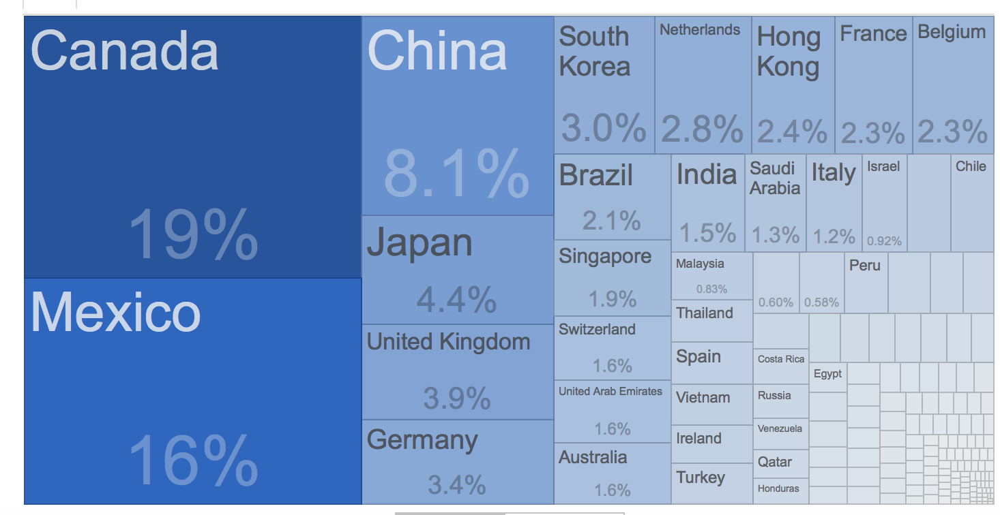 Canada
19%
Mexico
16%
China
8.1%
Japan
4.4%
United Kingdom
3.9%
Germany
3.4%
South
Korea
3.0%
Netherlands
2.8%
Hong
Kong
2.4%
France
2.3%
Belgium
2.3%
Brazil
2.1%
Singapore
1.9%
Switzerland
1.6%
United Arab Emirates
1.6%
Australia
1.6%
India
1.5%
Saudi
Arabia
1.3%
Italy
1.2%
Israel
0.92%
Chile
Malaysia
0.83%
Thailand
Spain
Vietnam
Ireland
Turkey
0.60%
0.58%
Peru
Costa Rica
Russia
Venezuela
Qatar
Honduras
Egypt